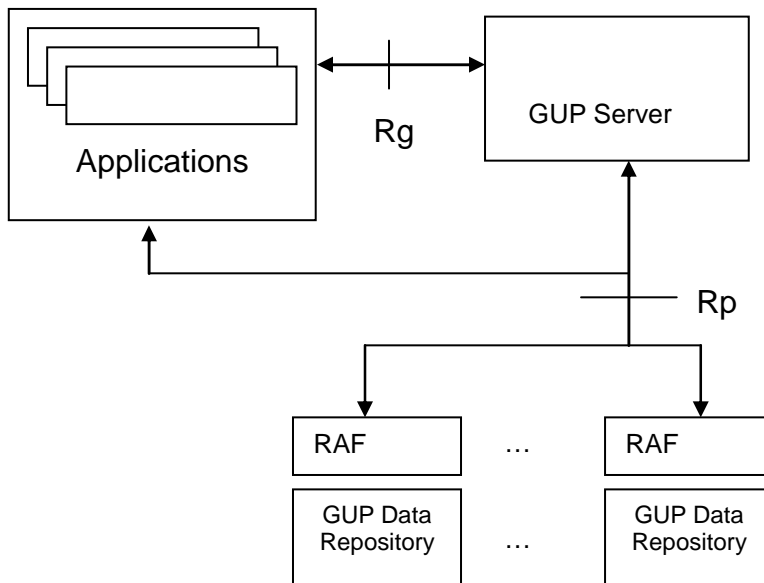 Applications
Rg
GUP Server
Rp
RAF
…
RAF
GUP Data
Repository
…
GUP Data
Repository